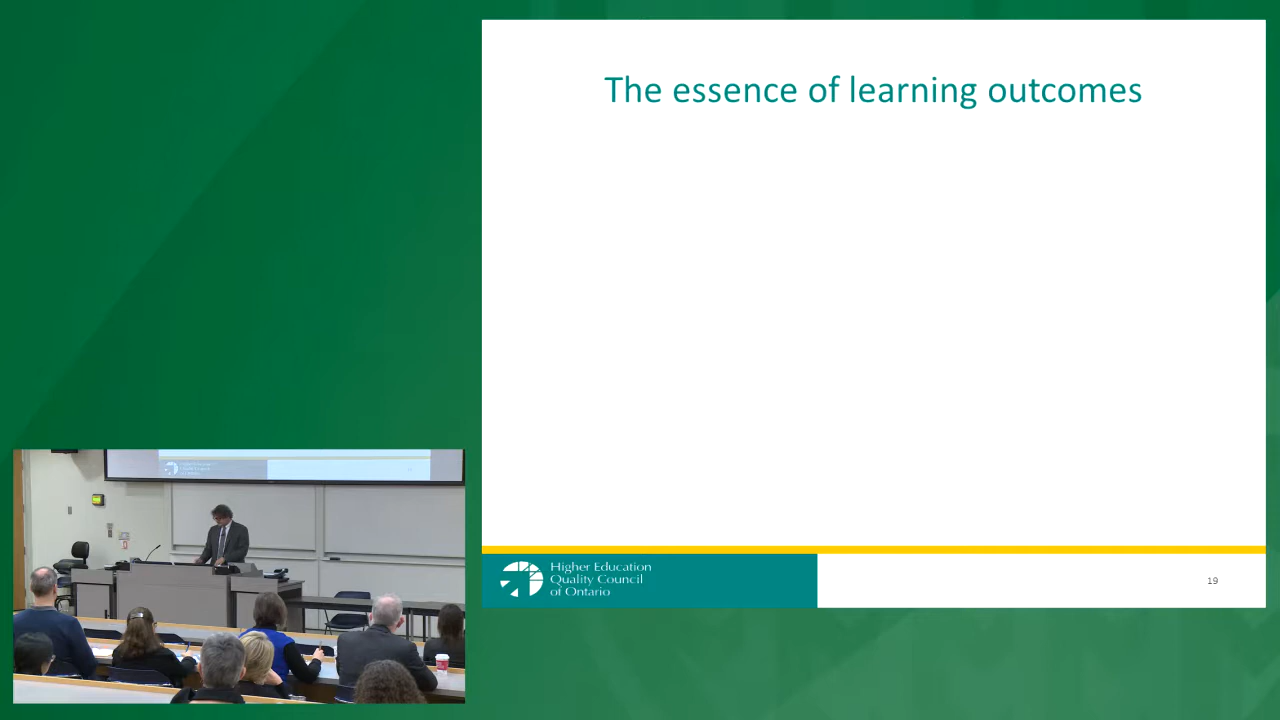 The essence of learning outcomes
Higher Education
Quality Council
of Ontario
19